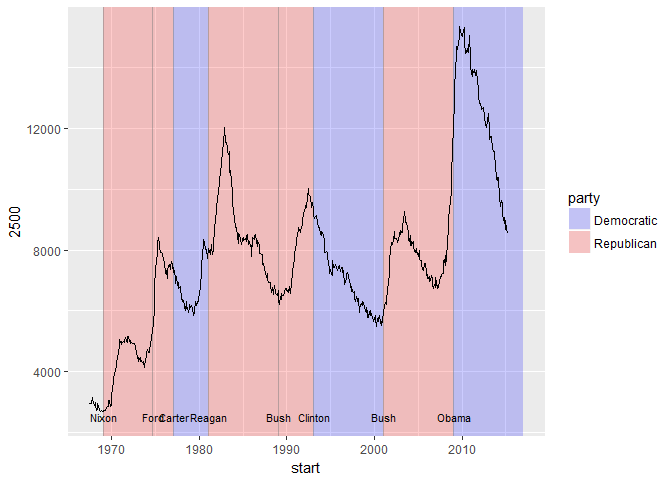 12000
8000
4000
2500
Nixon Ford Carter Reagan Bush Clinton Bush Obama
1970 1980 1990 2000 2010
start
party
Democratic
Republican